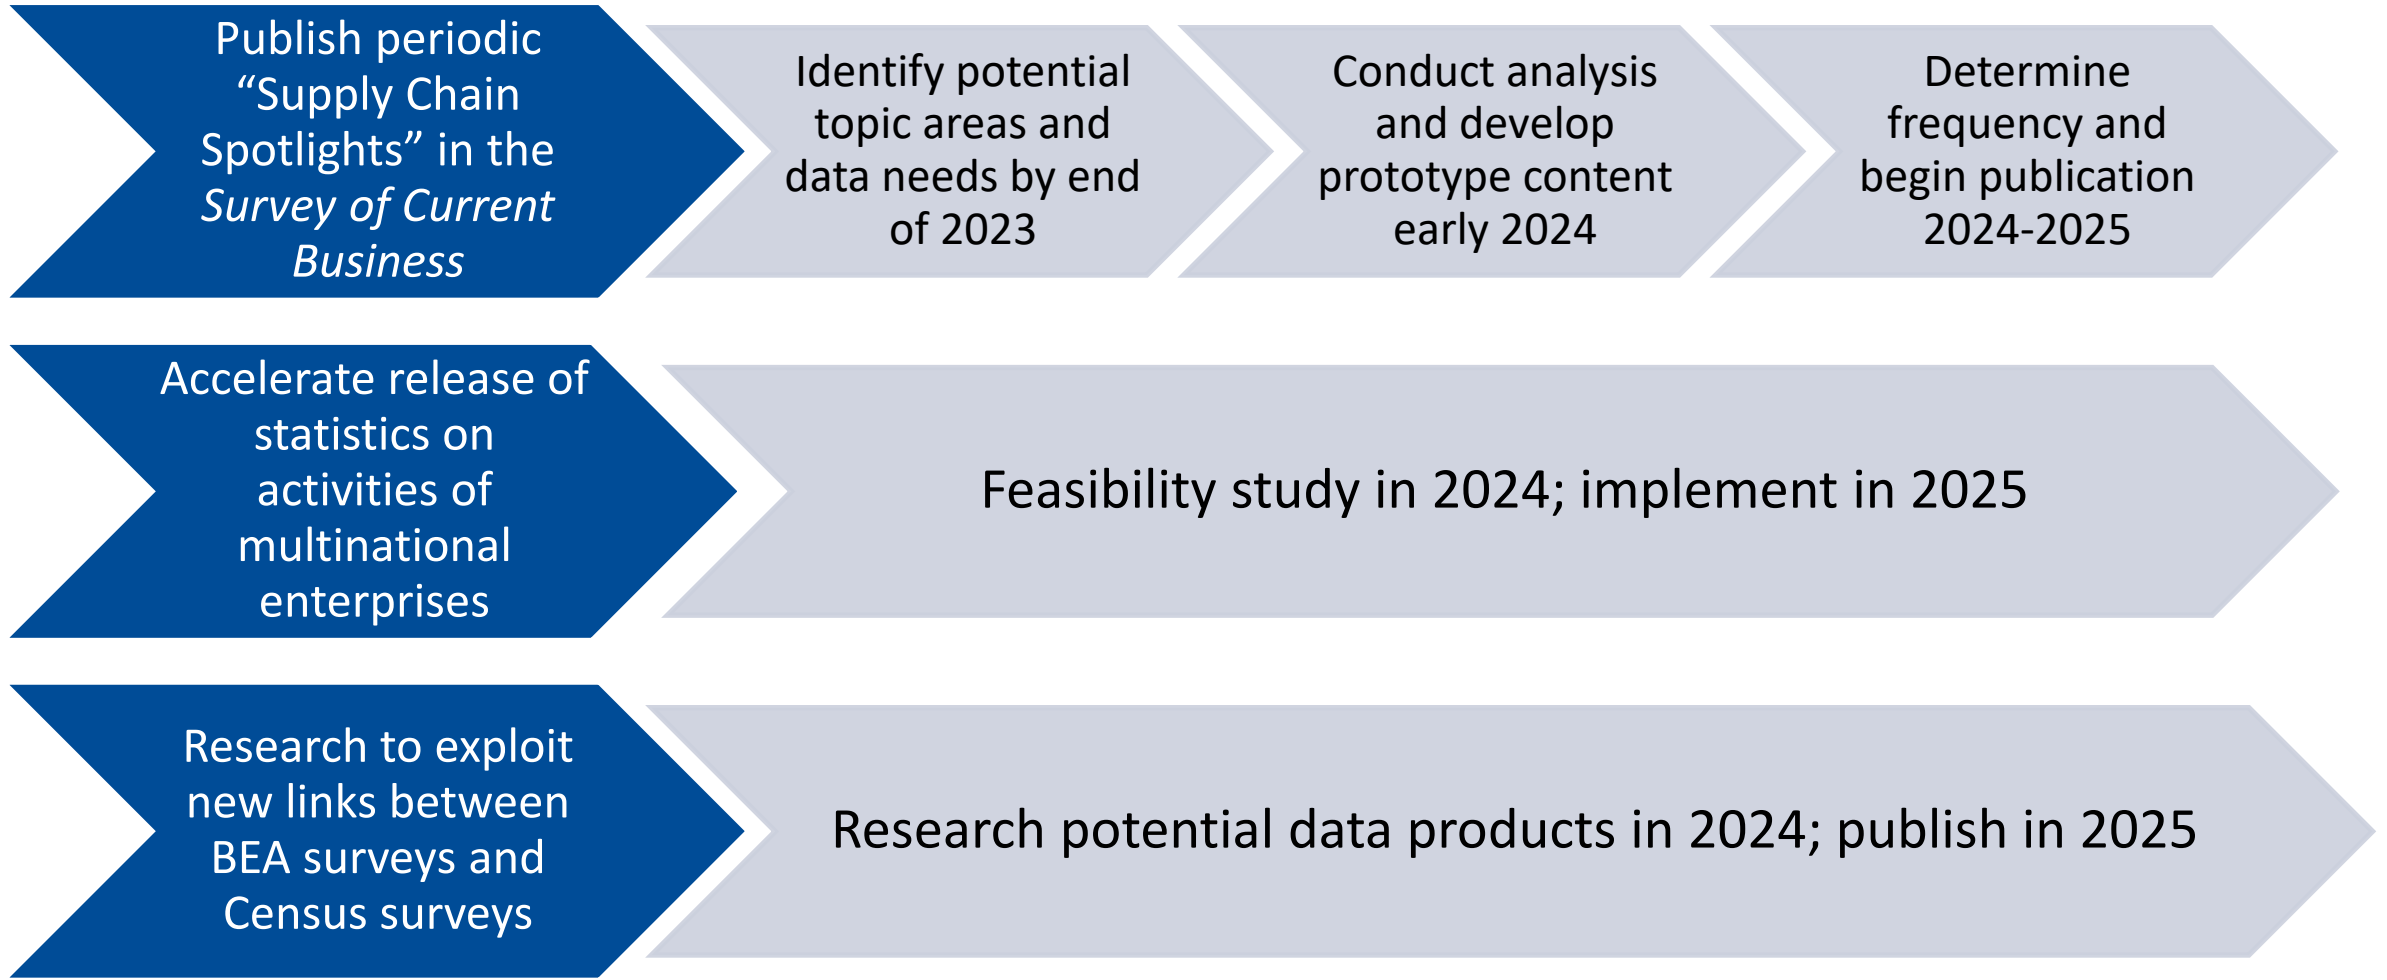 Publish periodic
“Supply Chain
Spotlights” in the
Survey of Current
Business
Identify potential
topic areas and
data needs by end
of 2023
Conduct analysis
and develop
prototype content
early 2024
Determine
frequency and
begin publication
2024-2025
Accelerate release of
statistics on
activities of
multinational
enterprises
Feasibility study in 2024; implement in 2025
Research to exploit
new links between
BEA surveys and
Census surveys
Research potential data products in 2024; publish in 2025